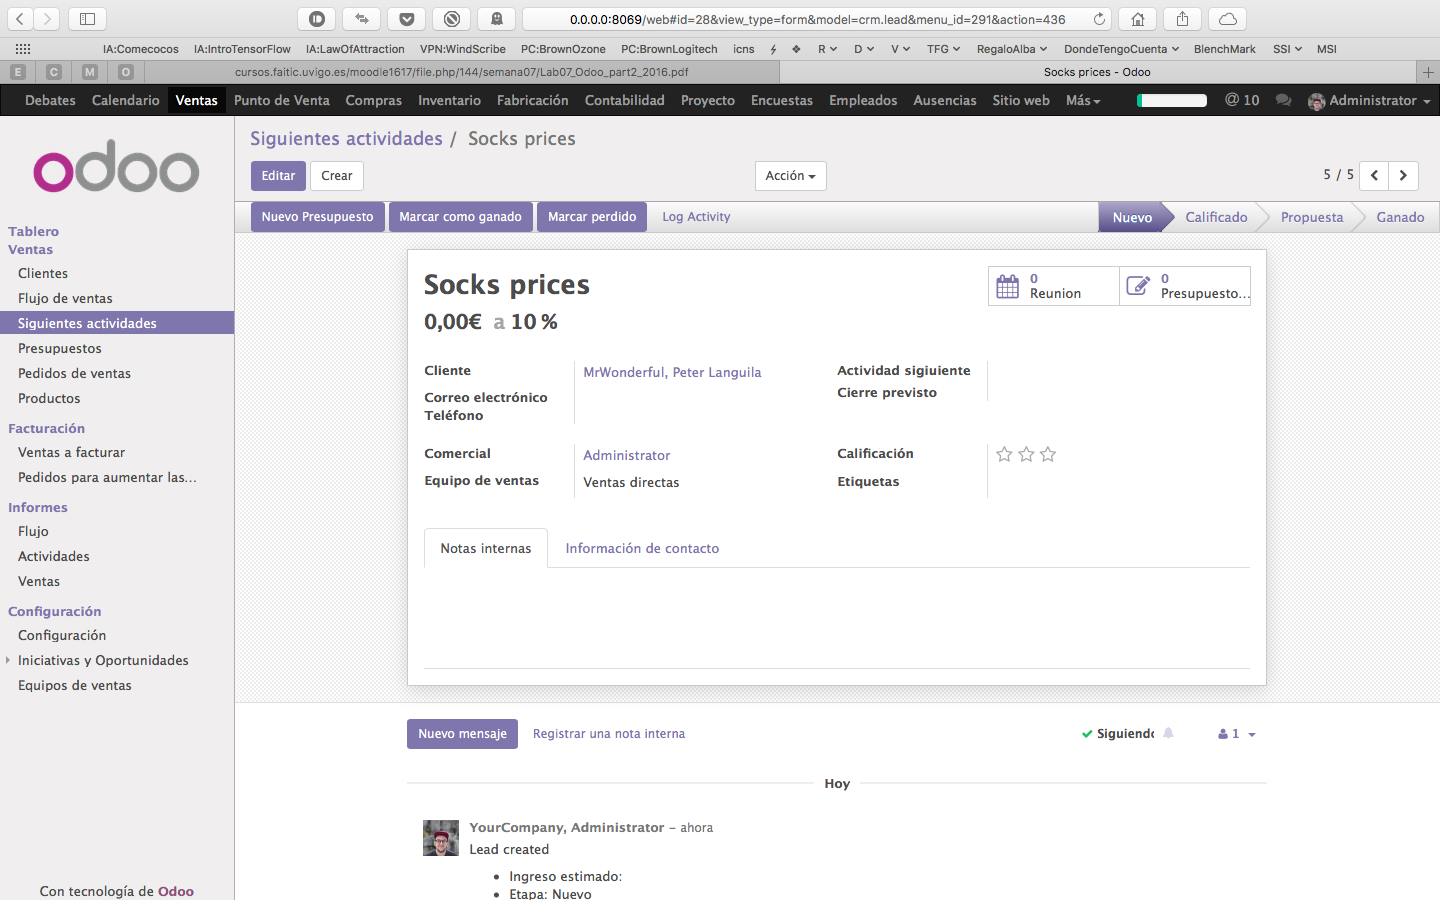 0.0.0.0:8069/web#id=28&view_type=form&model=crm.lead&menu_id=291&action=436
IA:Comecocos IA:IntroTensorFlow IA:LawOfAttraction VPN:WindScribe PC:BrownOzone PC:BrownLogitech icns R D V TFG RegaloAlba DondeTengoCuenta BlenchMark SSI MSI
E C M O cursos.faitic.uvigo.es/moodle1617/file.php/144/semana07/Lab07_Odoo_part2_2016.pdf Socks prices - Odoo
Debates Calendario Ventas Punto de Venta Compras Inventario Fabricación Contabilidad Proyecto Encuestas Empleados Ausencias Sitio web Más @ 10 Administrator
odoo
Tablero
Ventas
Clientes
Flujo de ventas
Siguientes actividades
Presupuestos
Pedidos de ventas
Productos
Facturación
Ventas a facturar
Pedidos para aumentar las...
Informes
Flujo
Actividades
Ventas
Configuración
Configuración
Iniciativas y Oportunidades
Equipos de ventas
Con tecnología de Odoo
Siguientes actividades / Socks prices
Editar Crear Acción 5 / 5
Nuevo Presupuesto Marcar como ganado Marcar perdido Log Activity Nuevo Calificado Propuesta Ganado
Socks prices
0,00€ a 10 %
0
Reunion
0
Presupuesto...
Cliente MrWonderful, Peter Languila
Correo electrónico
Teléfono
Actividad sigiuiente
Cierre previsto
Comercial Administrator
Equipo de ventas Ventas directas
Calificación
Etiquetas
Notas internas Información de contacto
Nuevo mensaje Registrar una nota interna Siguiendo 1
Hoy
YourCompany, Administrator - ahora
Lead created
• Ingreso estimado:
• Etapa: Nuevo